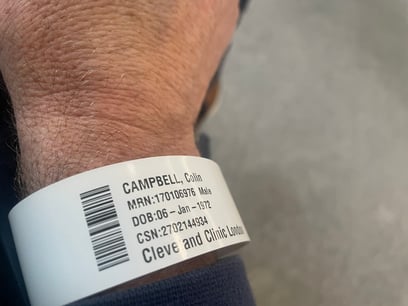 CAMPBELL, Colin
MRN:170106976 Male
DOB:06-Jan-1972
CSN:2702144934
Cleveland Clinic London